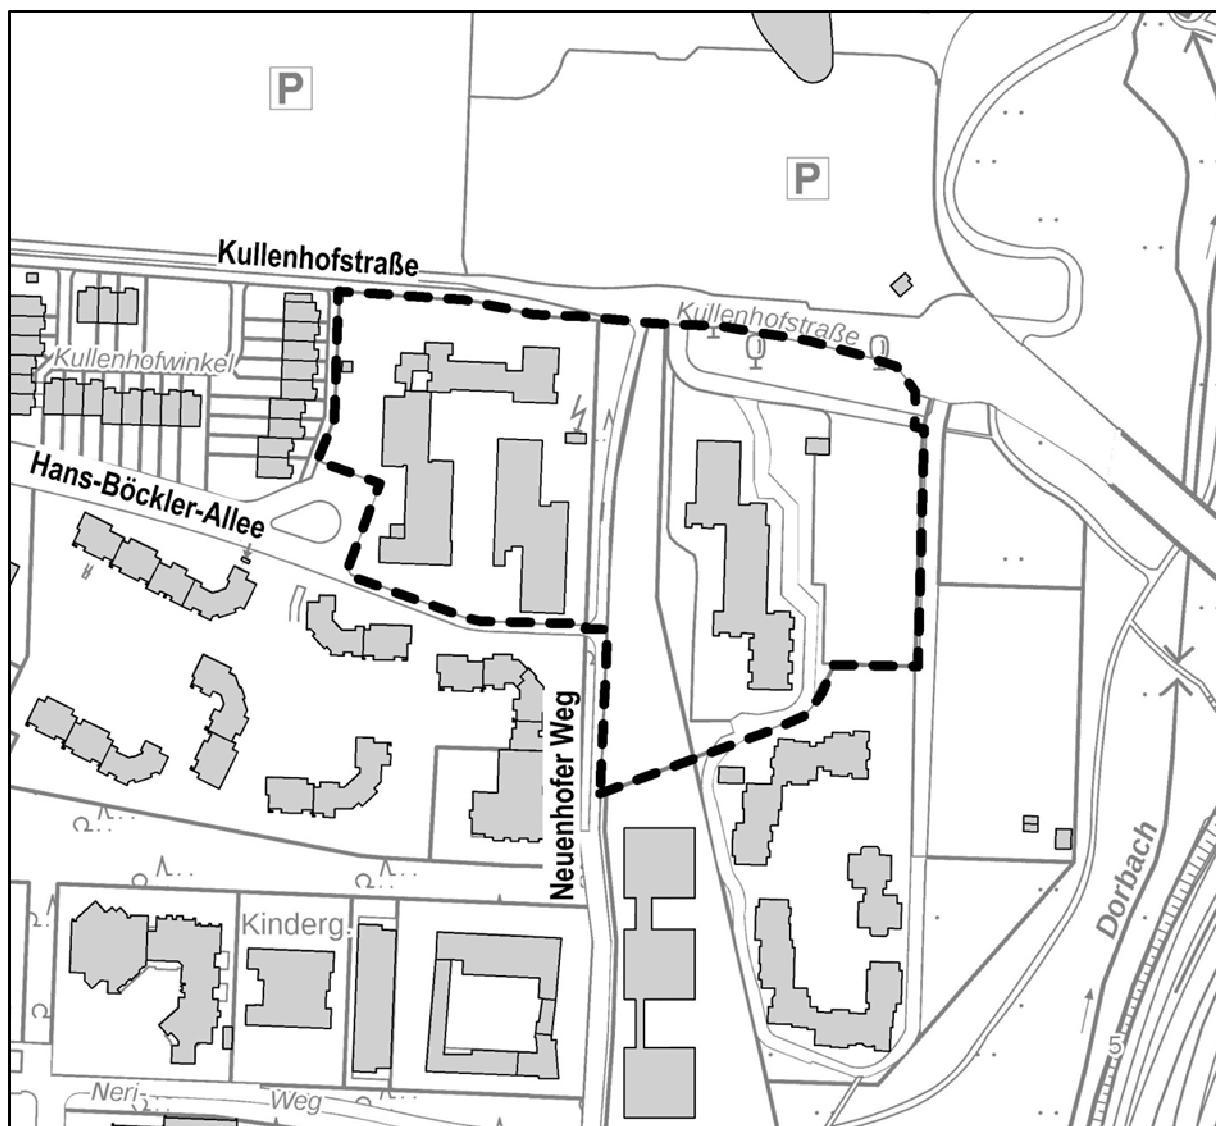 P
P
Kullenhofstraße
Kullenhofstraße
Kullenhofwinkel
Hans-Böckler-Allee
Neuenhofer Weg
Dorbach
Kinderg.
5
Neri-
Weg